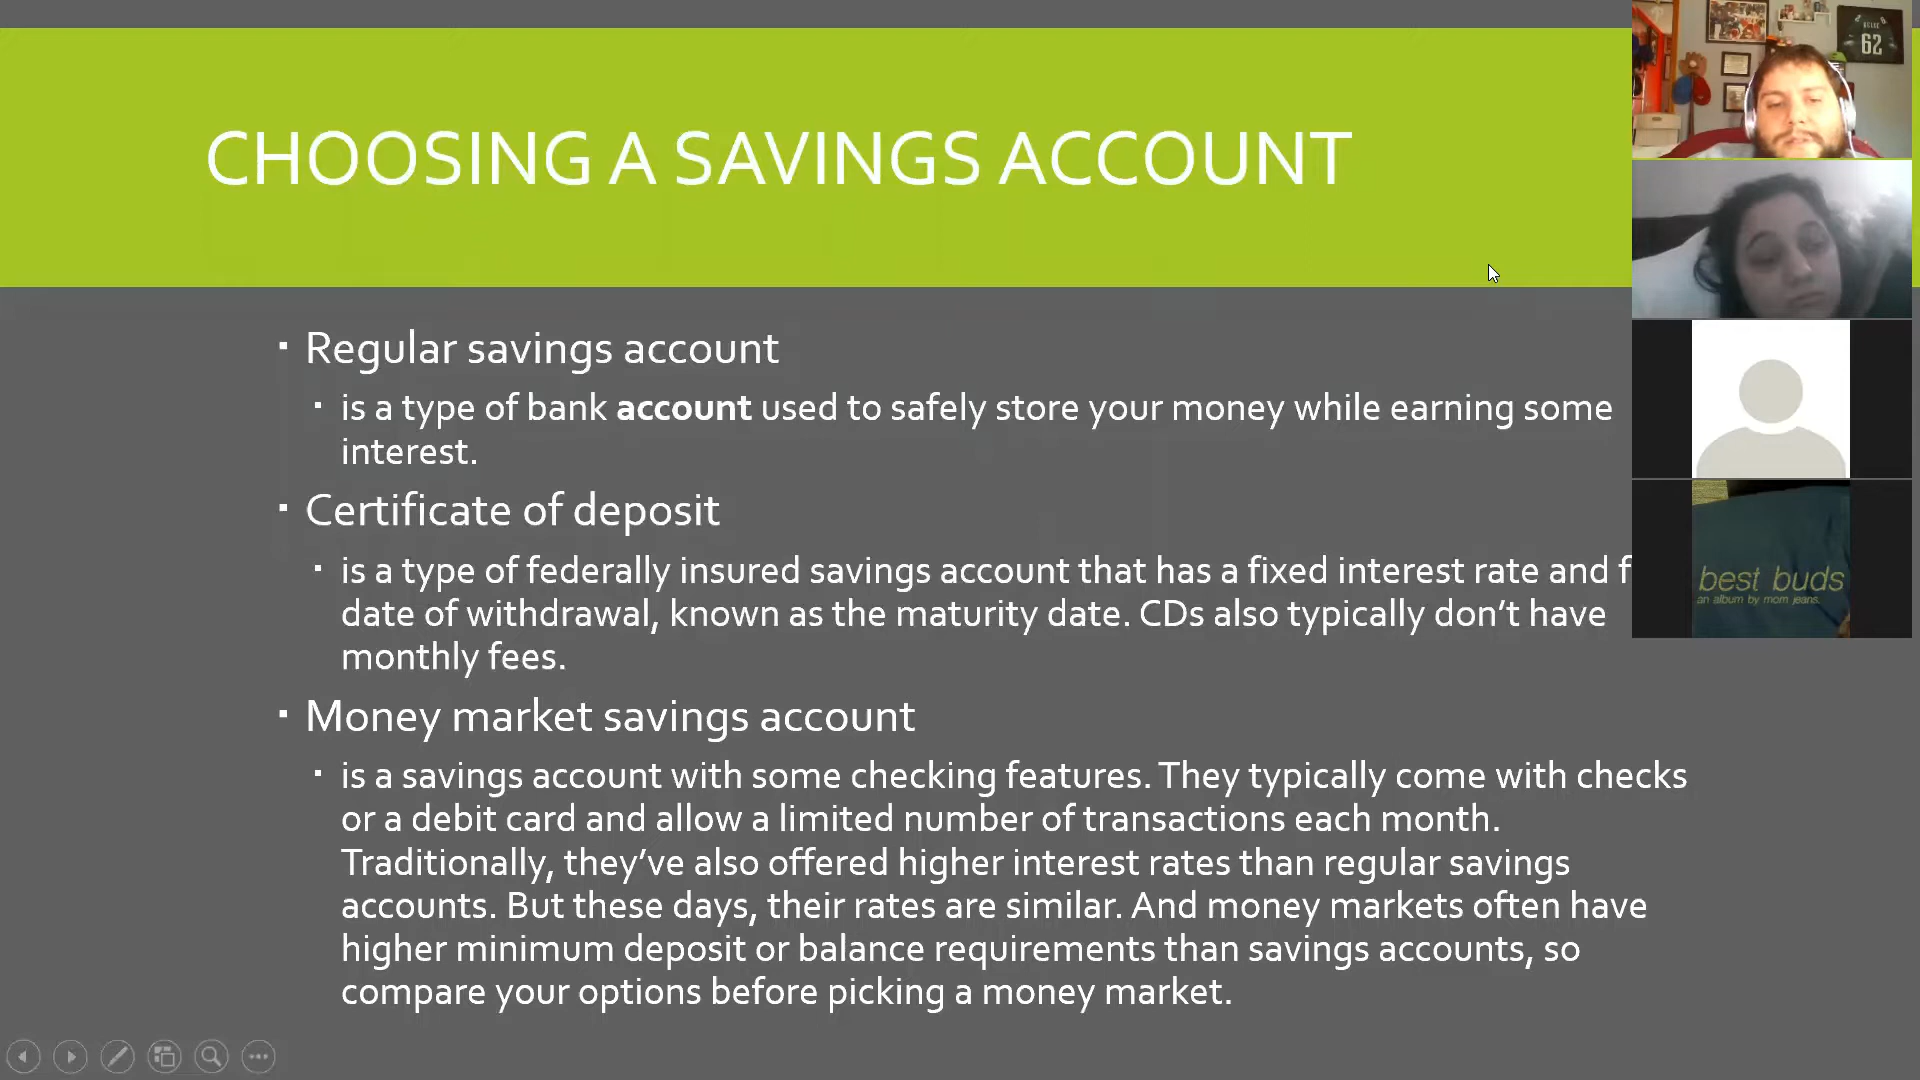 CHOOSING A SAVINGS ACCOUNT
Regular savings account
is a type of bank account used to safely store your money while earning some
interest.
Certificate of deposit
is a type of federally insured savings account that has a fixed interest rate and
date of withdrawal, known as the maturity date. CDs also typically don't have
monthly fees.
Money market savings account
is a savings account with some checking features. They typically come with checks
or a debit card and allow a limited number of transactions each month.
Traditionally, they've also offered higher interest rates than regular savings
accounts. But these days, their rates are similar. And money markets often have
higher minimum deposit or balance requirements than savings accounts, so
compare your options before picking a money market.
62
best buds
an album by mom jeans.